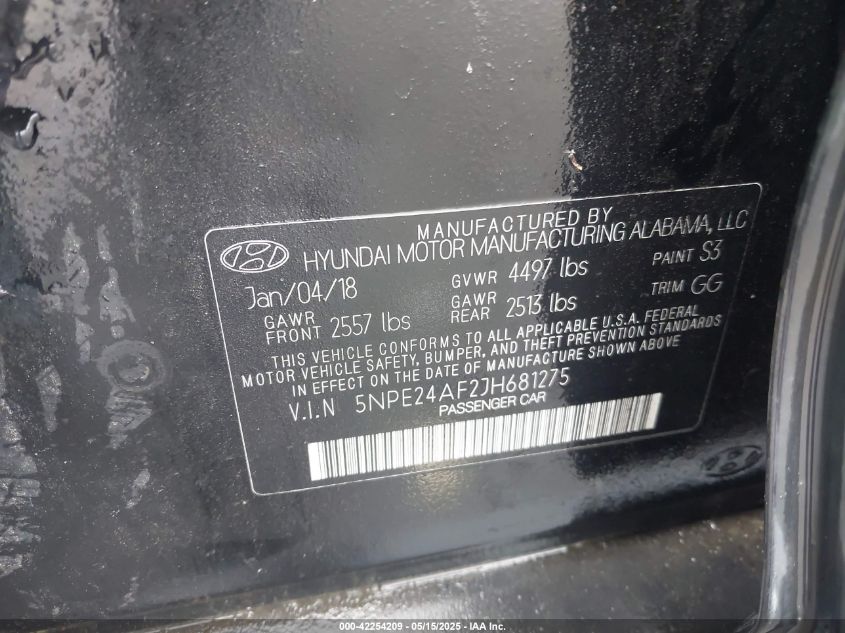 MANUFACTURED BY
HYUNDAI MOTOR MANUFACTURING ALABAMA, LLC
Jan/04/18
GVWR 4497 lbs
PAINT S3
GAWR FRONT 2557 lbs
GAWR REAR 2513 lbs
TRIM GG
THIS VEHICLE CONFORMS TO ALL APPLICABLE U.S.A. FEDERAL
MOTOR VEHICLE SAFETY, BUMPER, AND THEFT PREVENTION STANDARDS
IN EFFECT ON THE DATE OF MANUFACTURE SHOWN ABOVE
V.I.N 5NPE24AF2JH681275
PASSENGER CAR
000-42254209 - 05/15/2025 - IAA Inc.